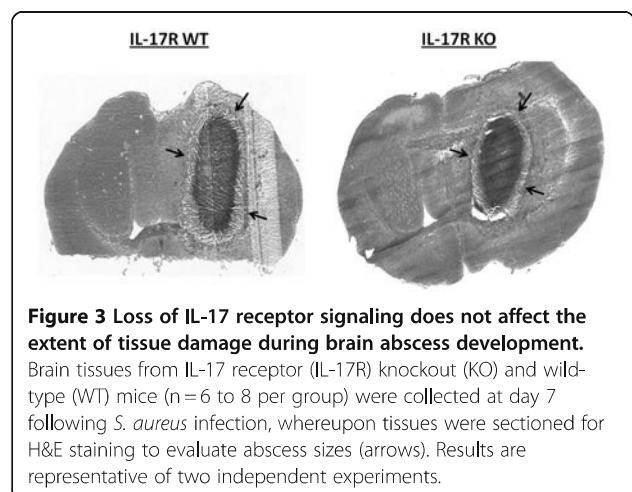 IL-17R WT IL-17R KO
Figure 3 Loss of IL-17 receptor signaling does not affect the
extent of tissue damage during brain abscess development.
Brain tissues from IL-17 receptor (IL-17R) knockout (KO) and wild-
type (WT) mice (n = 6 to 8 per group) were collected at day 7
following S. aureus infection, whereupon tissues were sectioned for
H&E staining to evaluate abscess sizes (arrows). Results are
representative of two independent experiments.